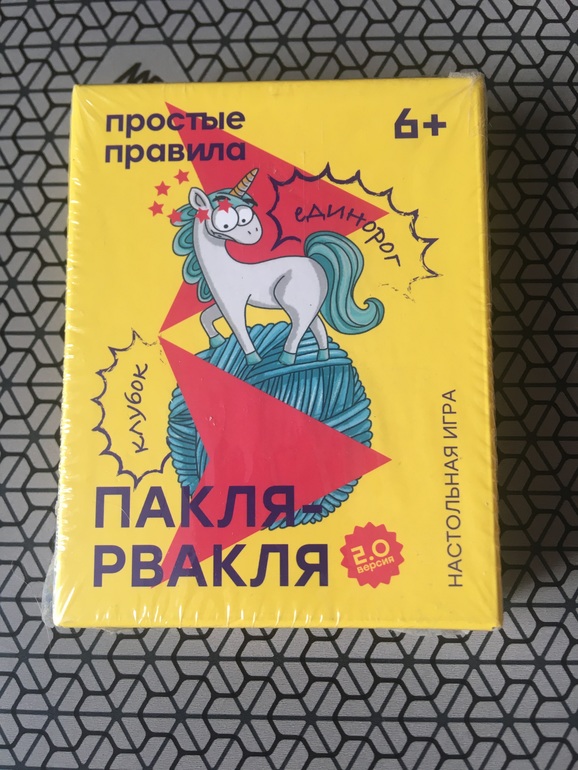 простые
правила
6+
единорог
клубок
ПАКЛЯ-
РВАКЛЯ
2.0
версия
НАСТОЛЬНАЯ ИГРА